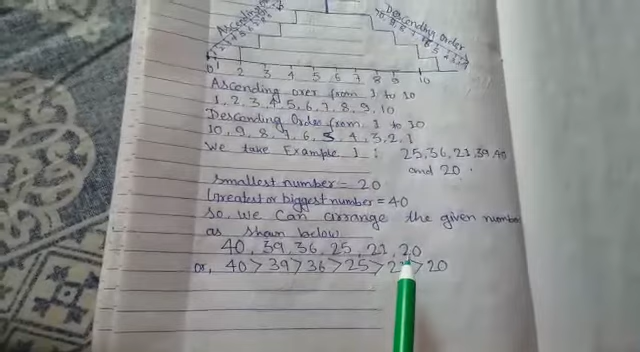 Ascending Order
Descending Order
0 1 2 3 4 5 6 7 8 9 10
Ascending over from 1 to 10
1, 2, 3, 4, 5, 6, 7, 8, 9, 10
Descanding Order from 1 to 10
10, 9, 8, 7, 6, 5, 4, 3, 2, 1
We take Example 1 : 25, 36, 21, 39, 40
and 20.
Smallest number = 20
Greatest or biggest number = 40
So, we can arrange the given number
as shown below
40, 39, 36, 25, 21, 20
or, 40 > 39 > 36 > 25 > 21 > 20